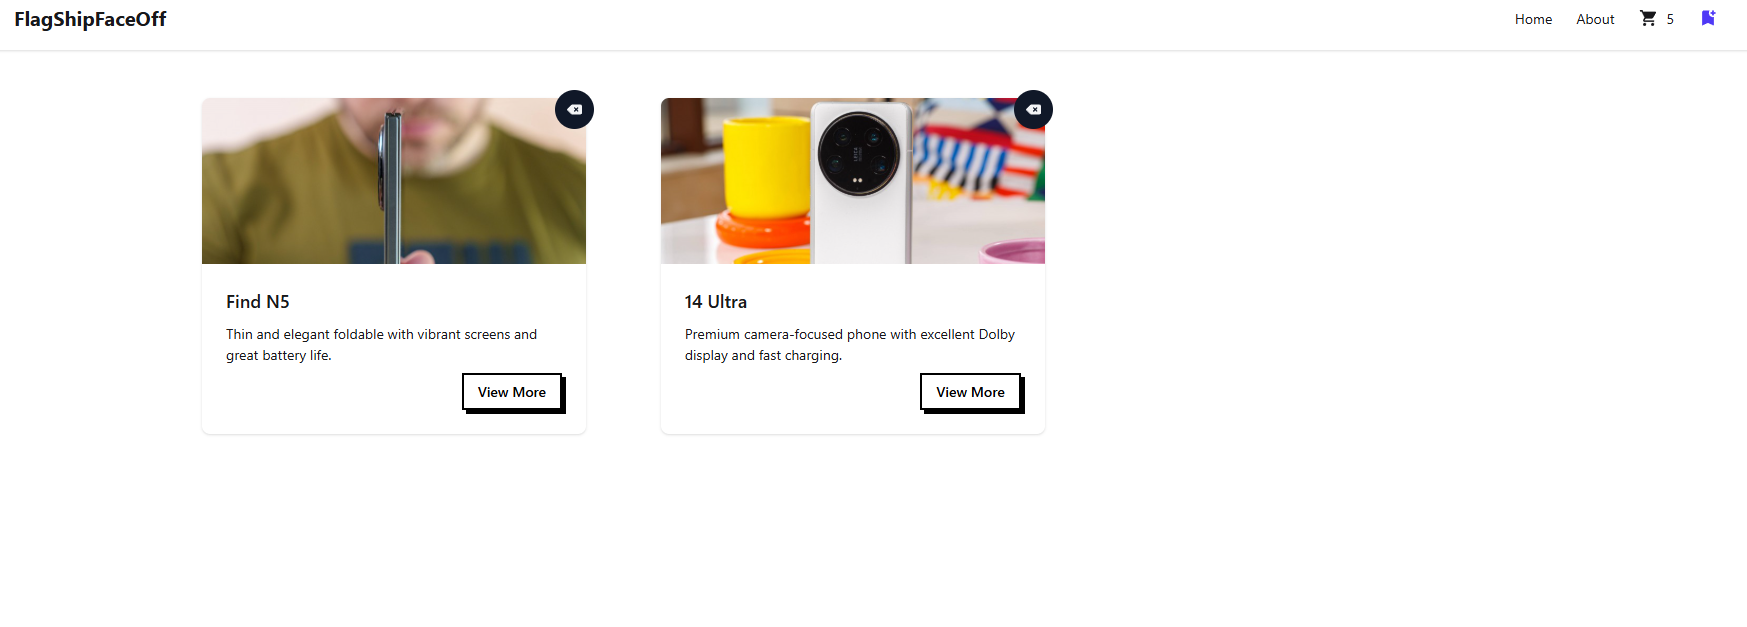 FlagShipFaceOff
Home About 5
Find N5
Thin and elegant foldable with vibrant screens and
great battery life.
View More
14 Ultra
Premium camera-focused phone with excellent Dolby
display and fast charging.
View More